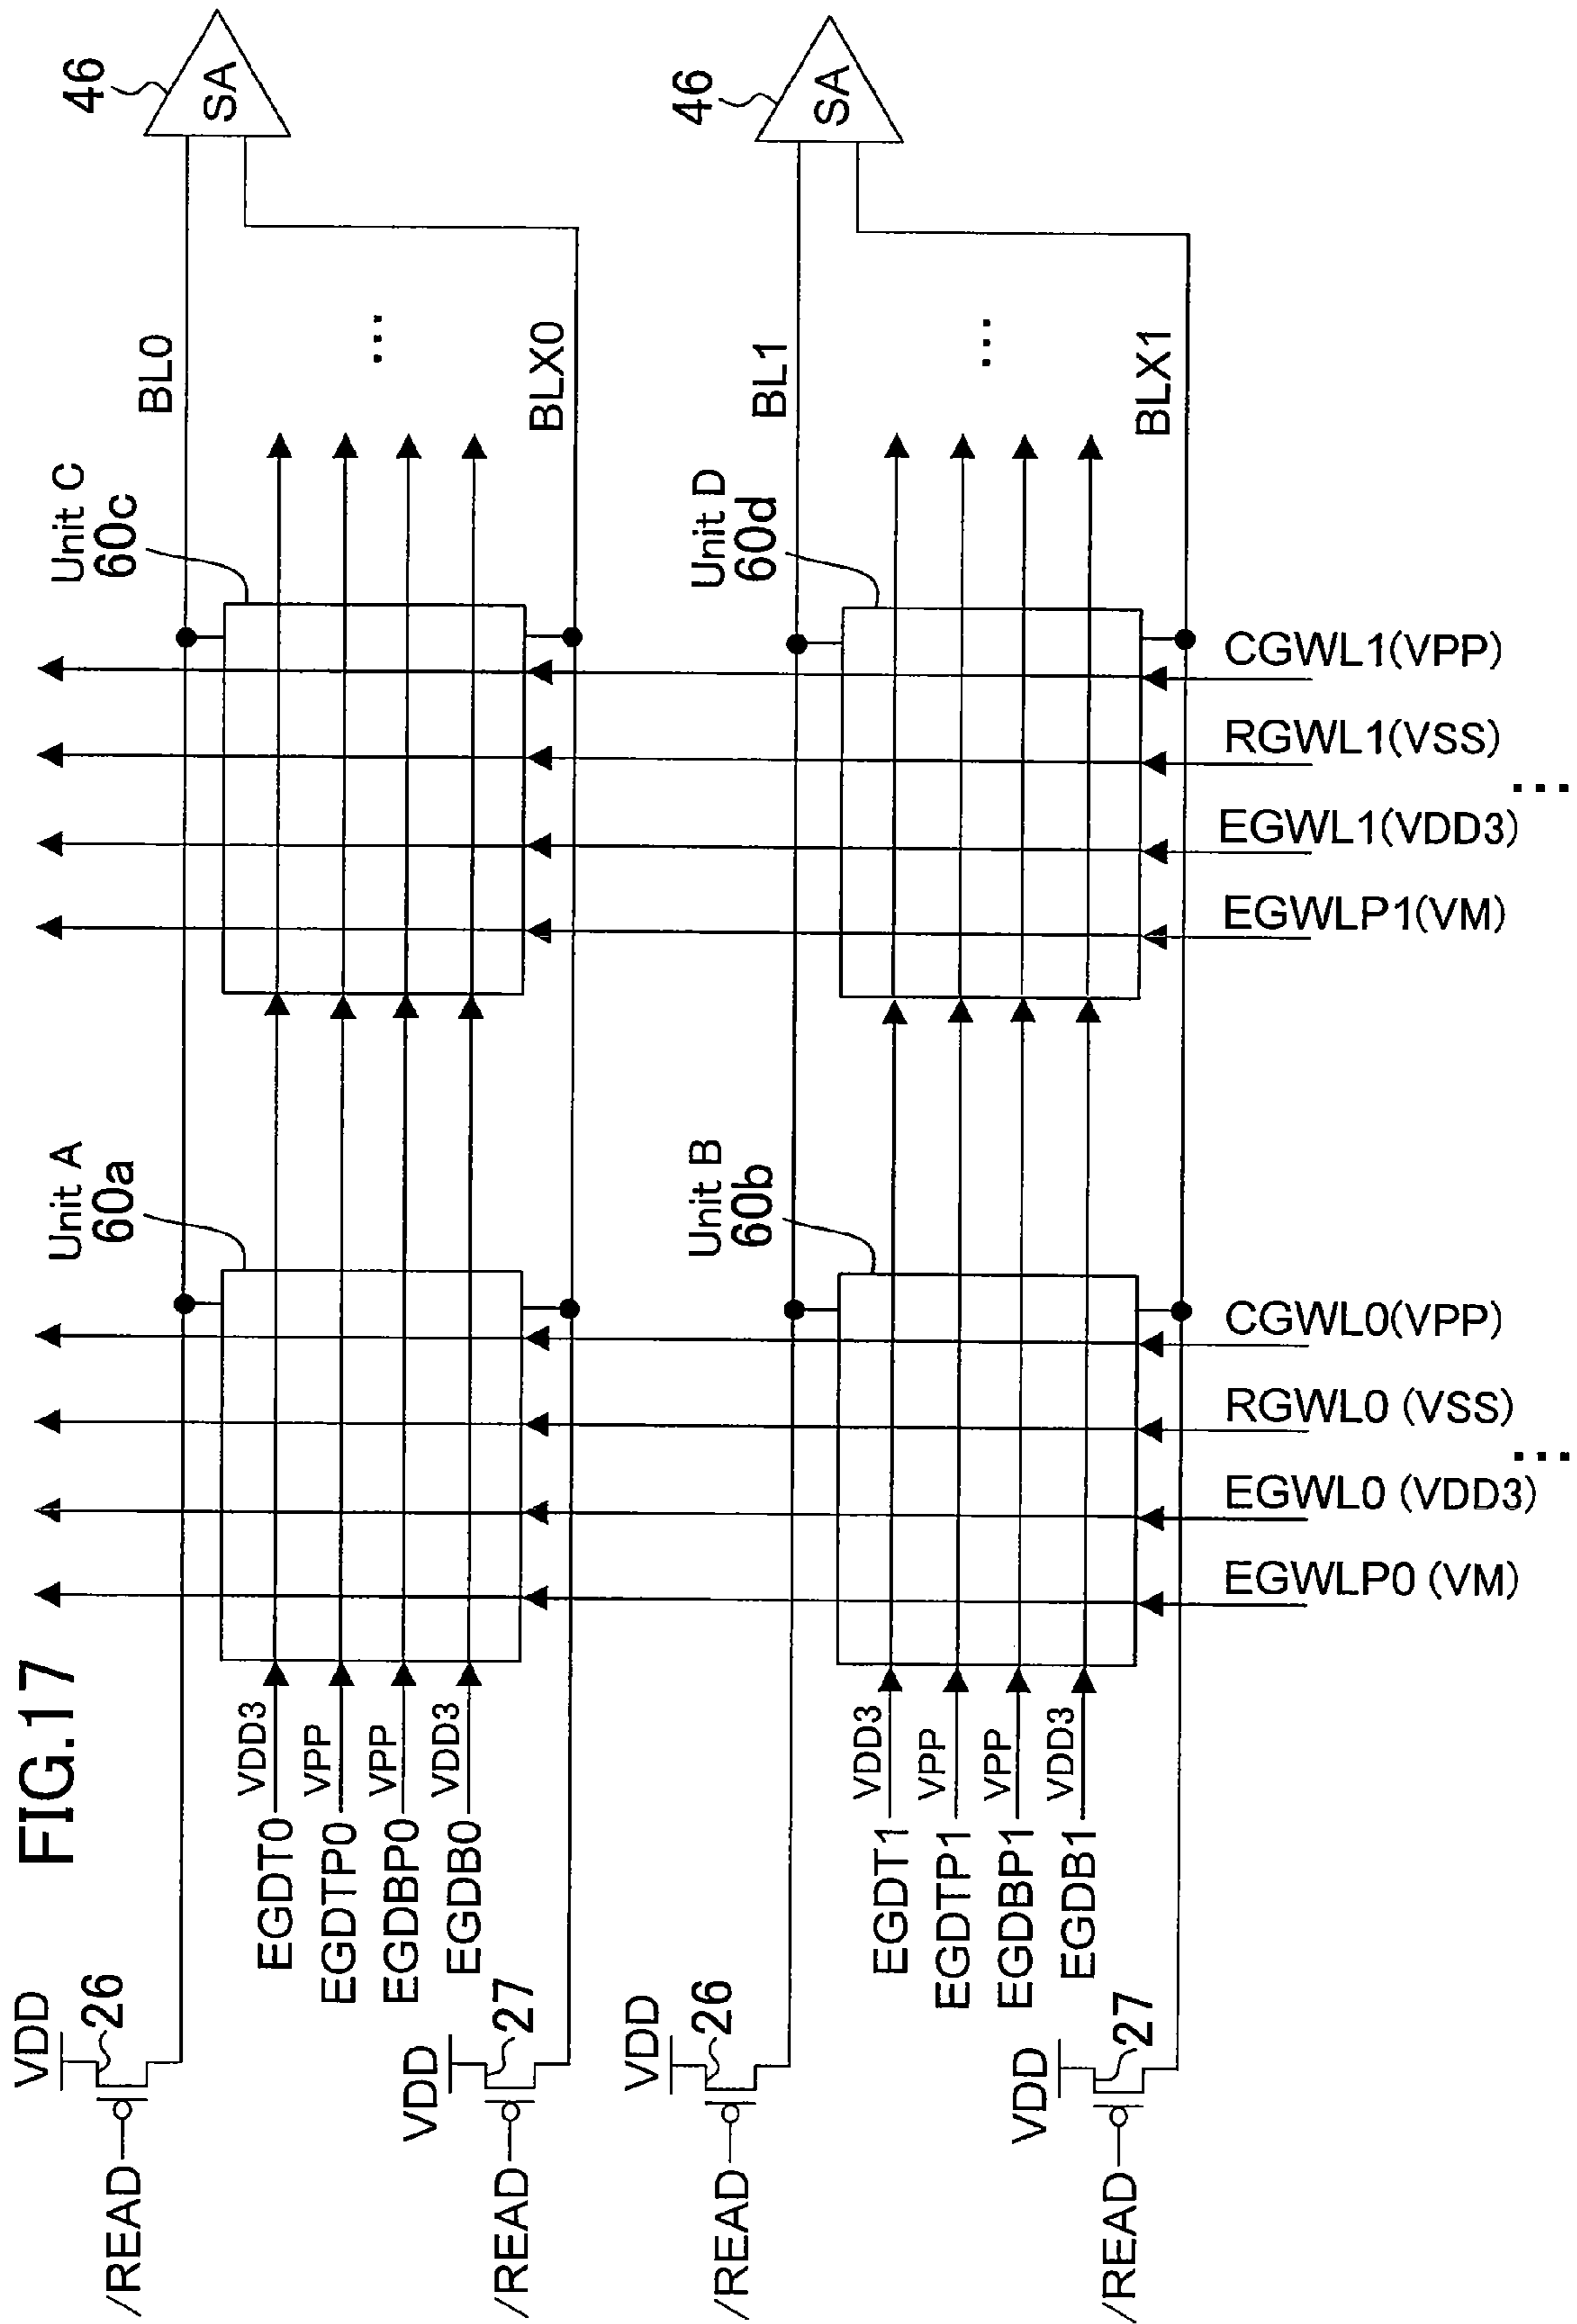 FIG.17
VDD
26
/READ
BL0
46
SA
Unit A
60a
Unit C
60c
VDD3
EGDT0
VPP
EGDTP0
VPP
EGDBP0
VDD3
EGDB0
...
VDD
27
/READ
BLX0
VDD
26
/READ
BL1
46
SA
Unit B
60b
Unit D
60d
VDD3
EGDT1
VPP
EGDTP1
VPP
EGDBP1
VDD3
EGDB1
...
VDD
27
/READ
BLX1
CGWL1(VPP)
RGWL1(VSS)
EGWL1(VDD3)
...
EGWLP1(VM)
CGWL0(VPP)
RGWL0 (VSS)
EGWL0 (VDD3)
...
EGWLP0 (VM)